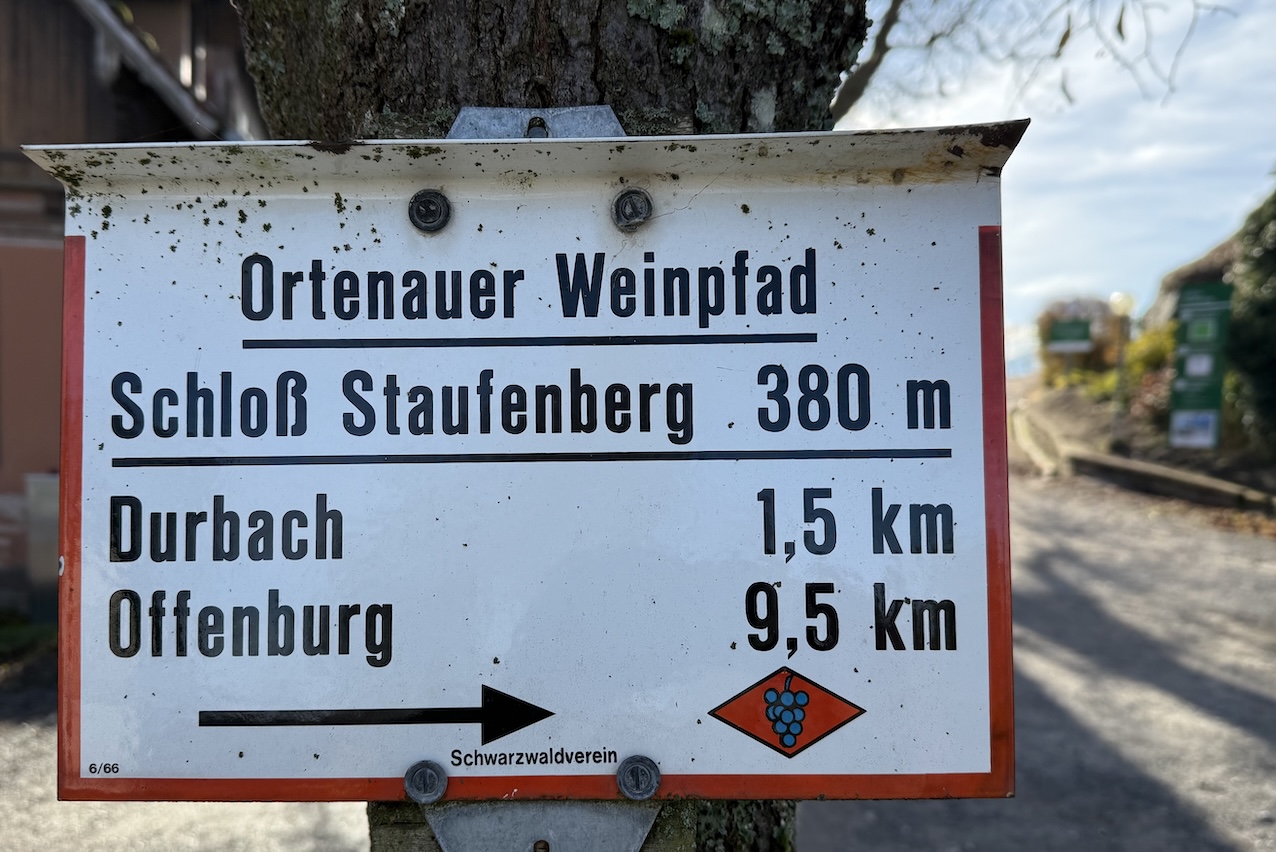 Ortenauer Weinpfad
Schloß Staufenberg 380 m
Durbach 1,5 km
Offenburg 9,5 km
Schwarzwaldverein
6/66